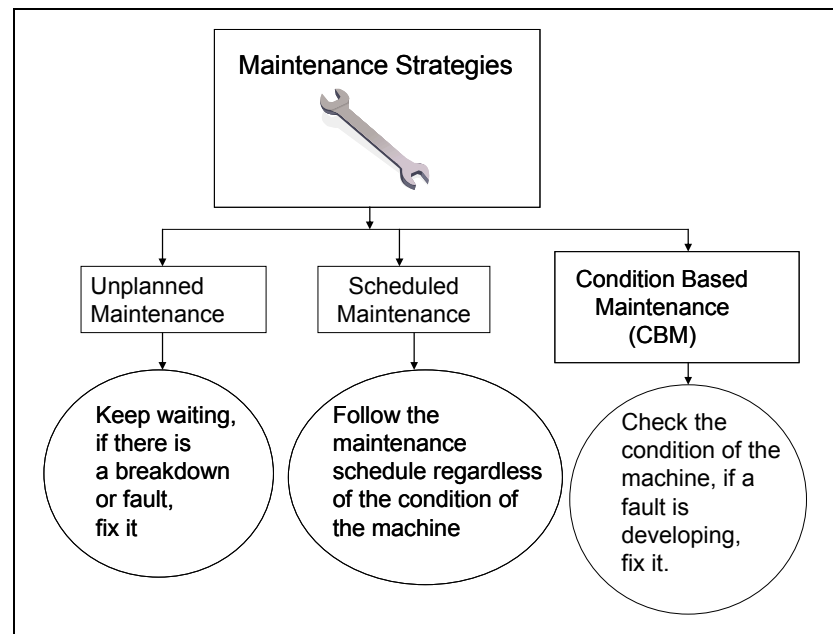 Maintenance Strategies
Unplanned
Maintenance
Scheduled
Maintenance
Condition Based
Maintenance
(CBM)
Keep waiting,
if there is
a breakdown
or fault,
fix it
Follow the
maintenance
schedule regardless
of the condition of
the machine
Check the
condition of the
machine, if a
fault is
developing,
fix it.